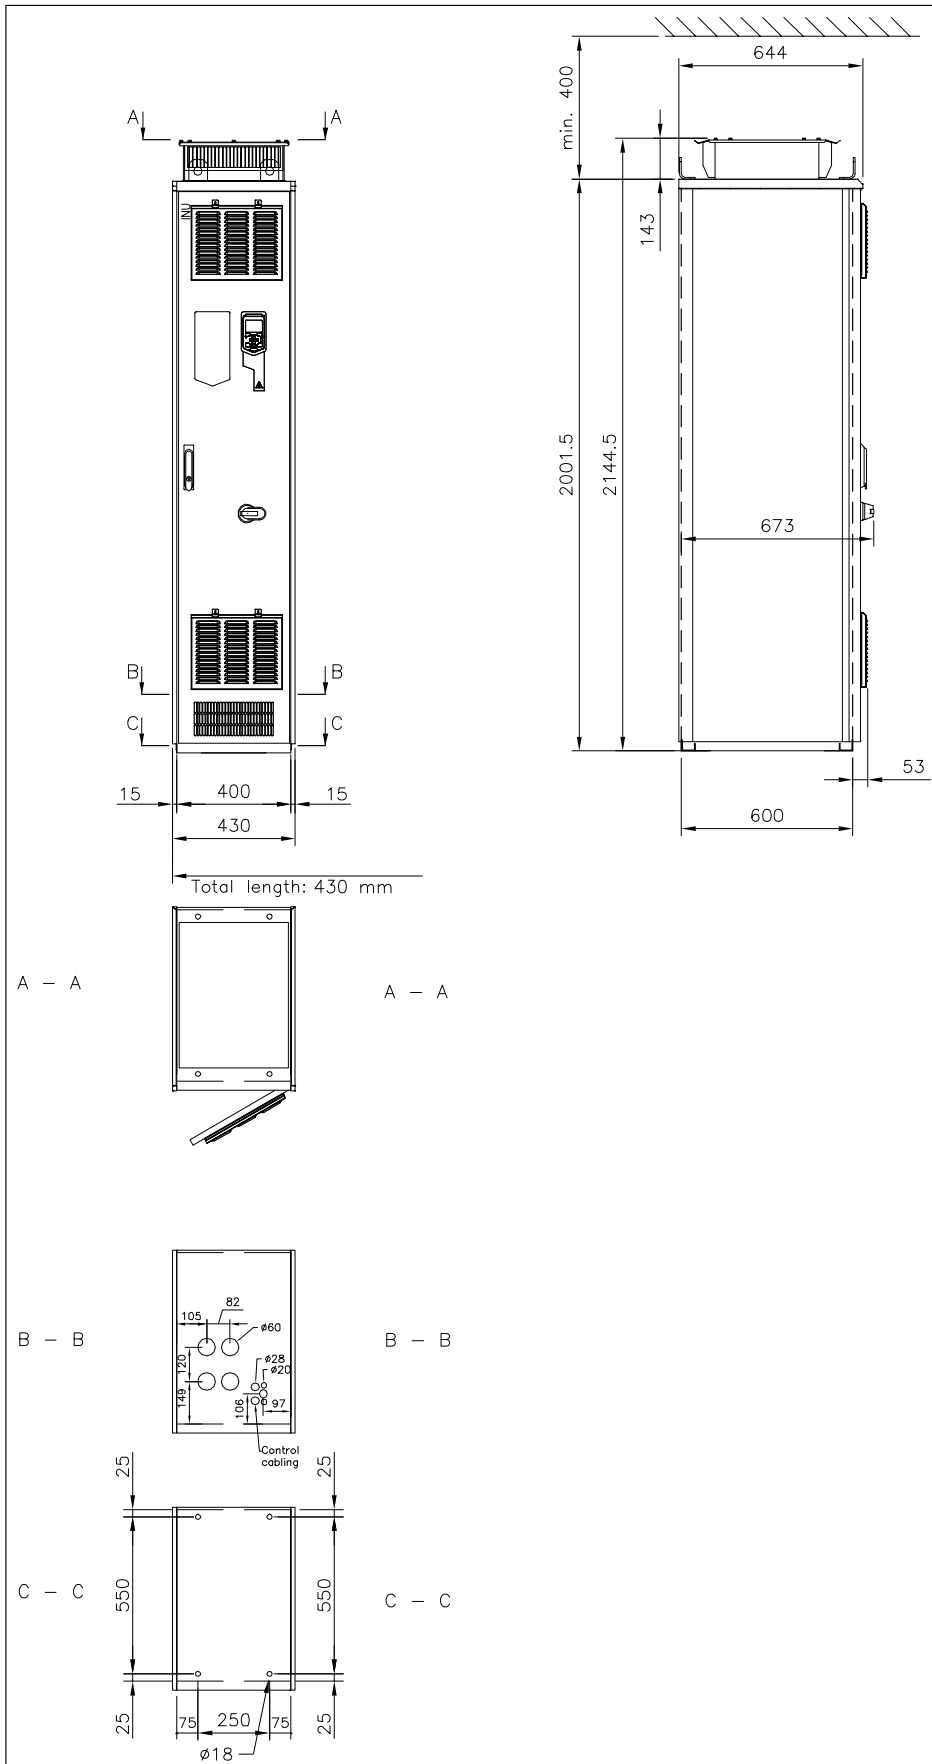 644
min. 400
A
A
INU
143
2001.5
2144.5
673
B
B
C
C
15
400
15
53
430
600
Total length: 430 mm
A – A
A – A
82
105
ø60
B – B
B – B
120
ø28
ø20
149
106
97
Control
cabling
25
25
C – C
550
550
C – C
25
75
250
75
25
ø18